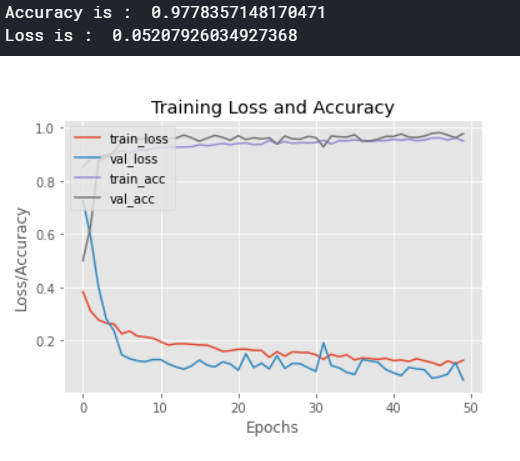 Accuracy is :  0.9778357148170471
Loss is :  0.05207926034927368
Training Loss and Accuracy
1.0
0.8
0.6
0.4
0.2
Loss/Accuracy
train_loss
val_loss
train_acc
val_acc
0 10 20 30 40 50
Epochs